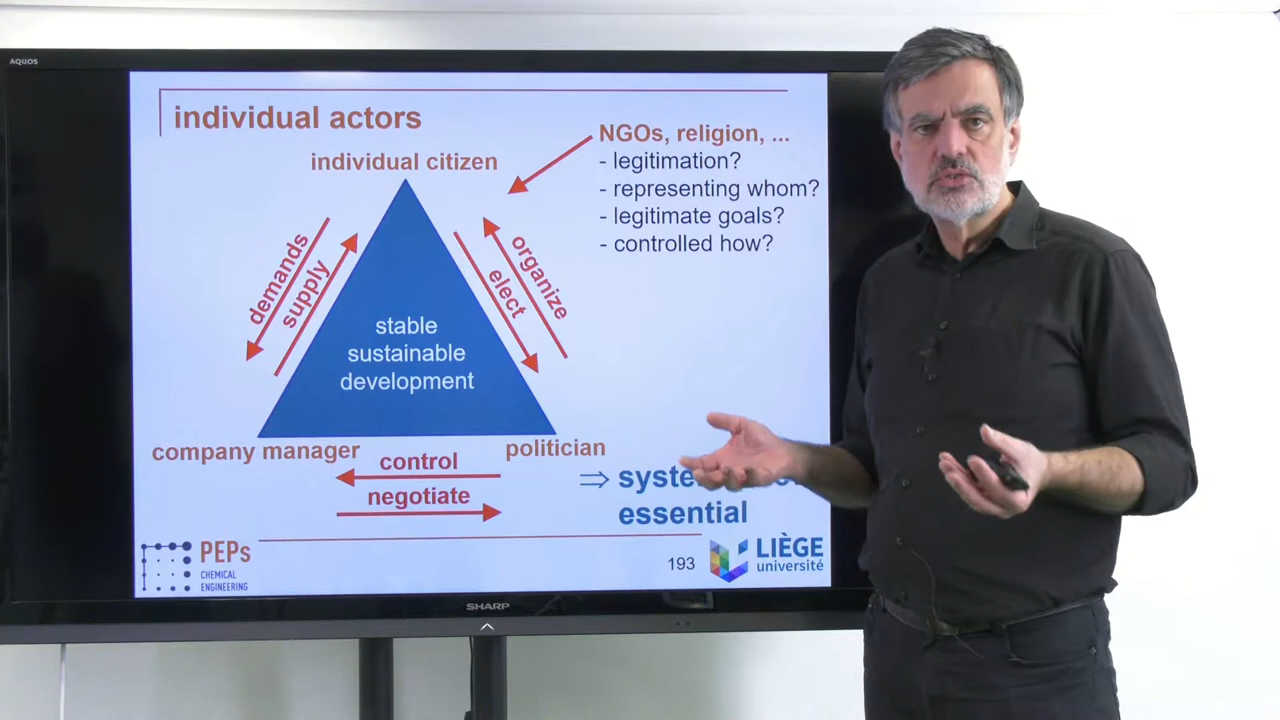 AQUOS
individual actors
individual citizen
NGOs, religion, ...
- legitimation?
- representing whom?
- legitimate goals?
- controlled how?
demands
supply
organize
elect
stable
sustainable
development
company manager
politician
control
negotiate
⇒
essential
PEPs
CHEMICAL
ENGINEERING
193
LIÈGE
université
SHARP